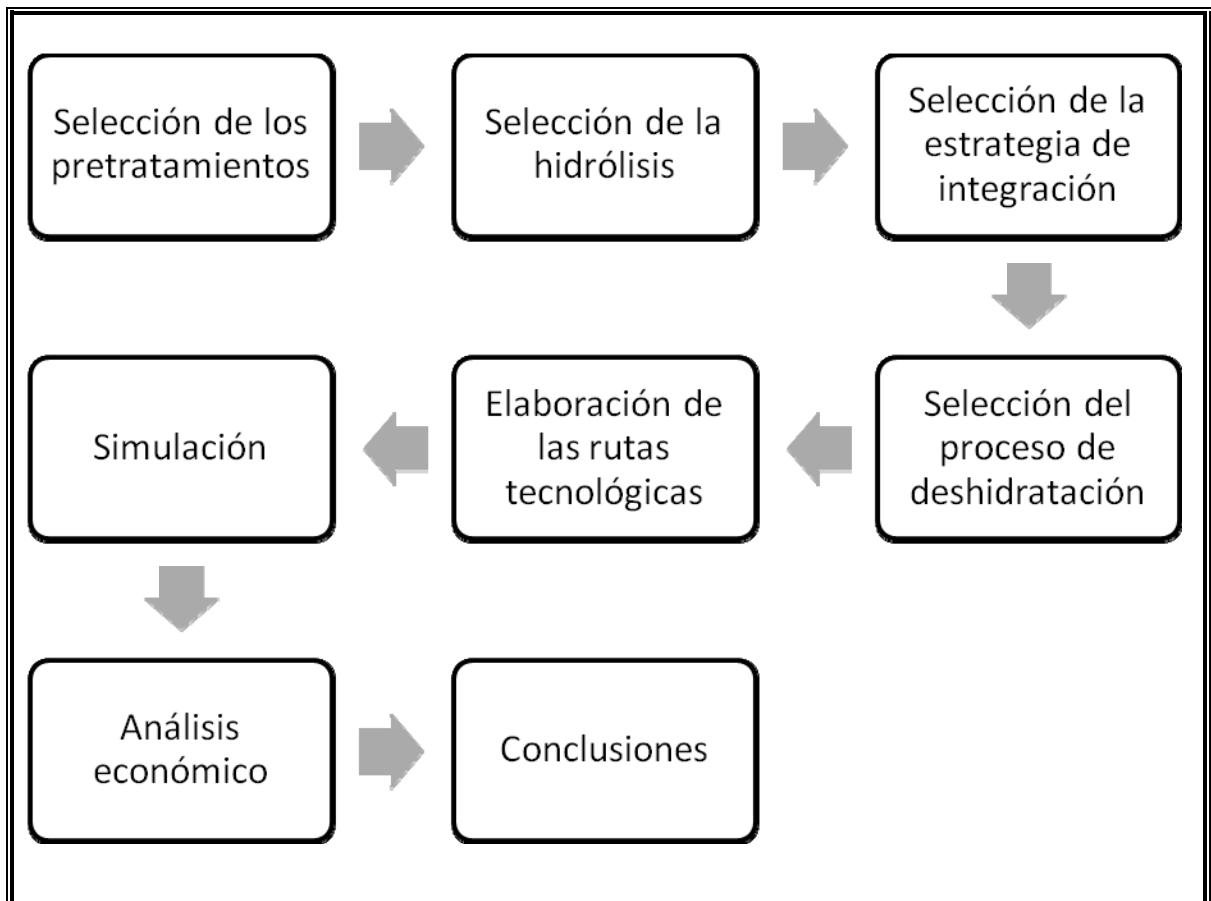 Selección de los
pretratamientos
Selección de la
hidrólisis
Selección de la
estrategia de
integración
Selección del
proceso de
deshidratación
Elaboración de
las rutas
tecnológicas
Simulación
Análisis
económico
Conclusiones